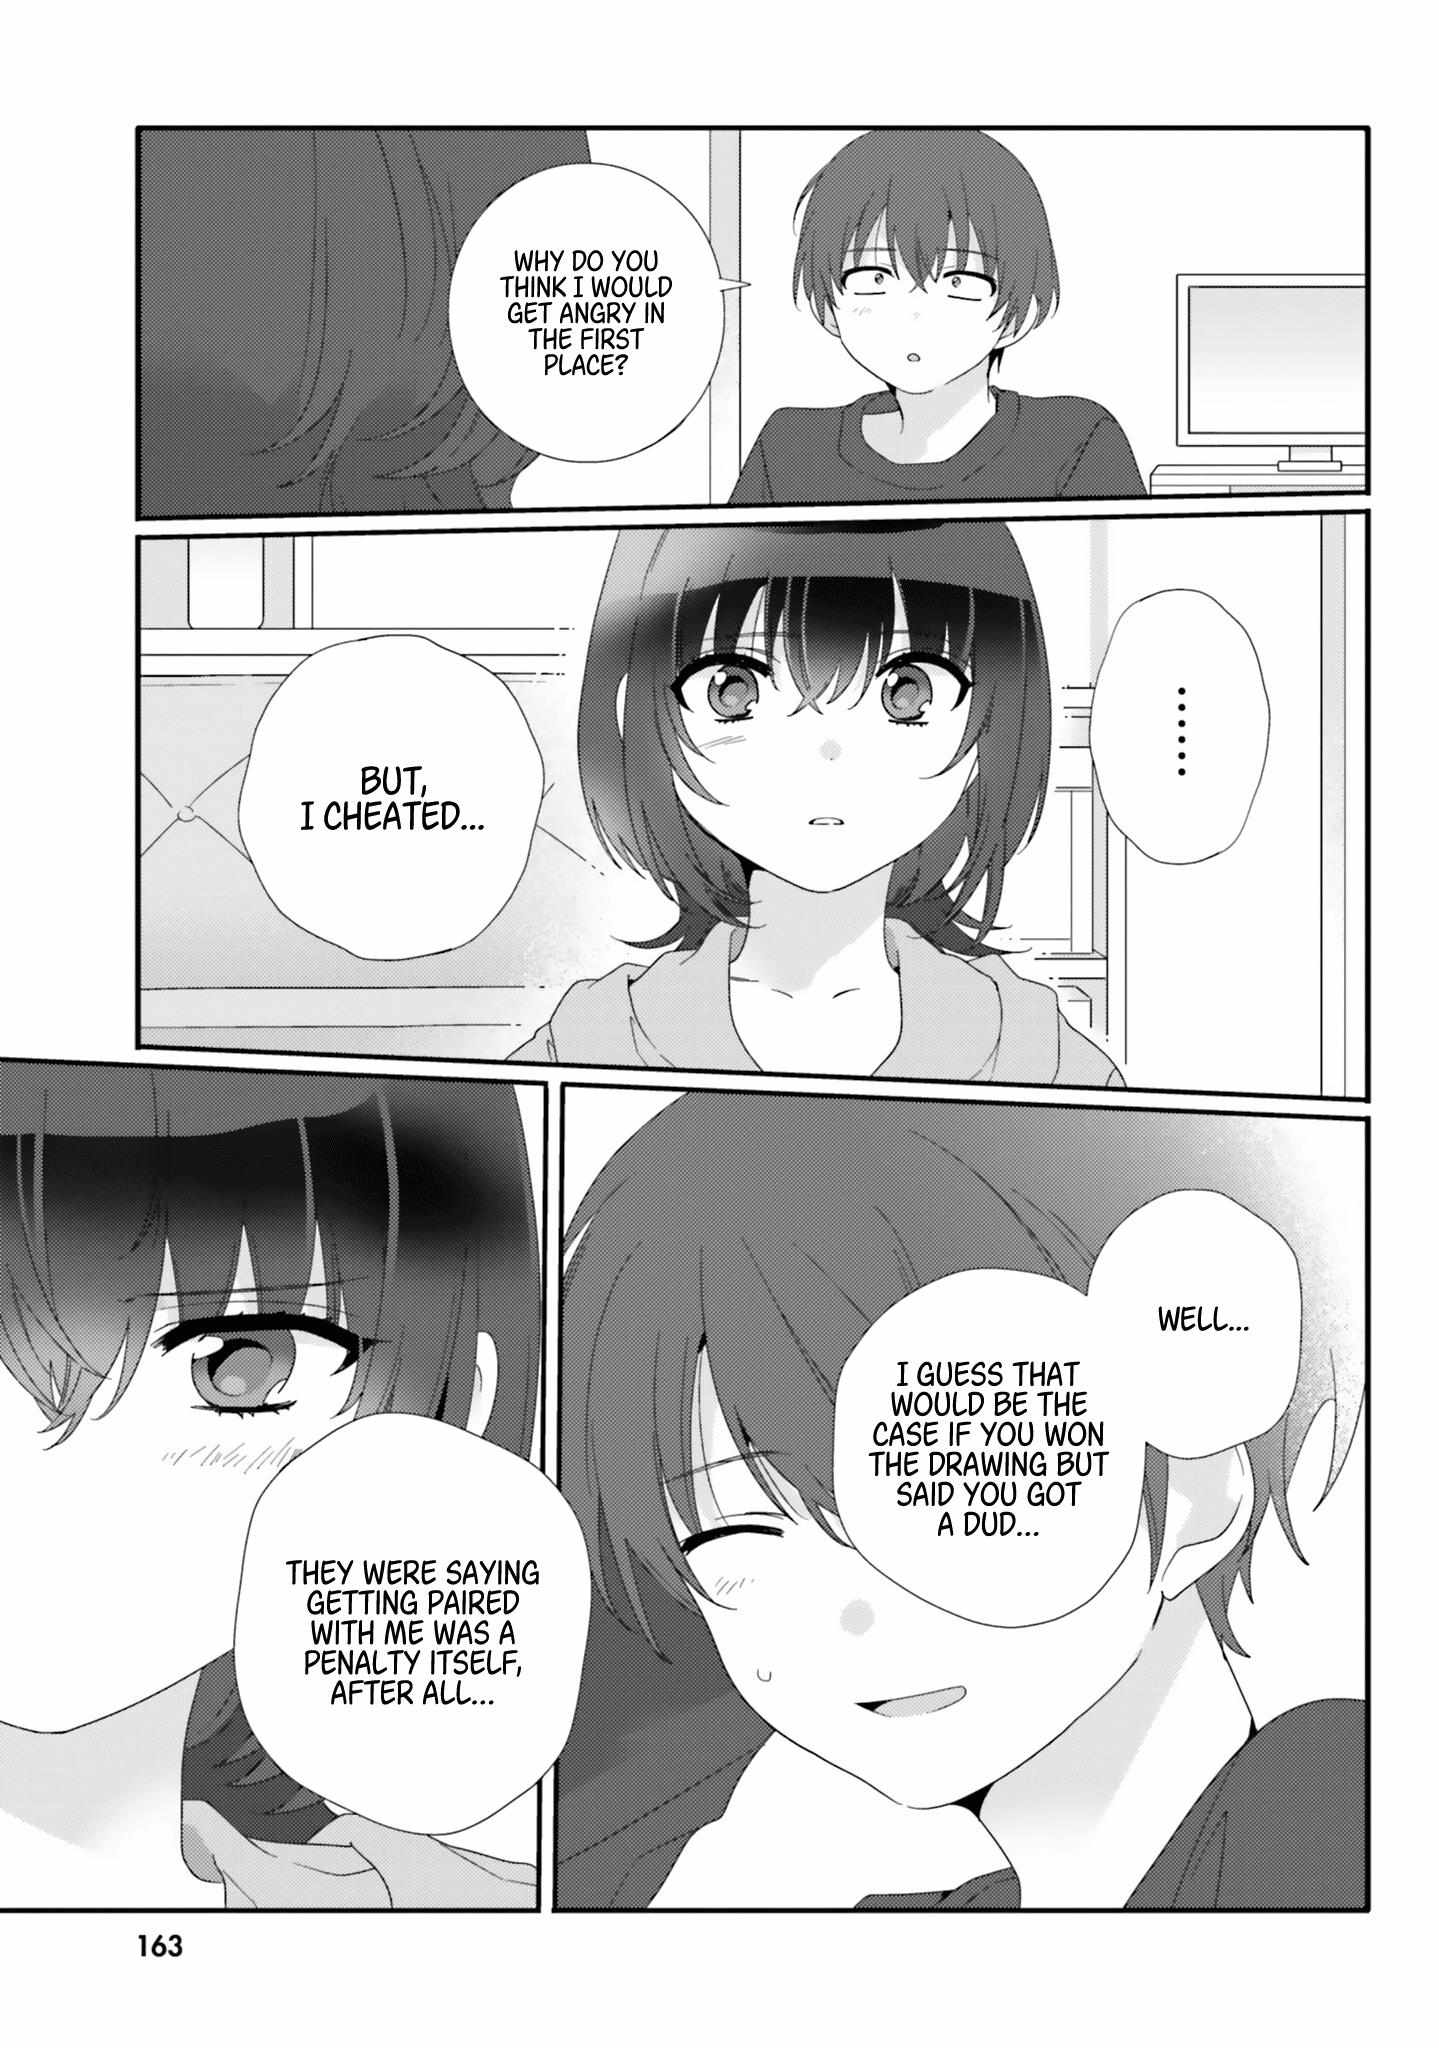 WHY DO YOU
THINK I WOULD
GET ANGRY IN
THE FIRST
PLACE?
.......
BUT,
I CHEATED...
WELL...
I GUESS THAT
WOULD BE THE
CASE IF YOU WON
THE DRAWING BUT
SAID YOU GOT
A DUD...
THEY WERE SAYING
GETTING PAIRED
WITH ME WAS A
PENALTY ITSELF,
AFTER ALL...
163